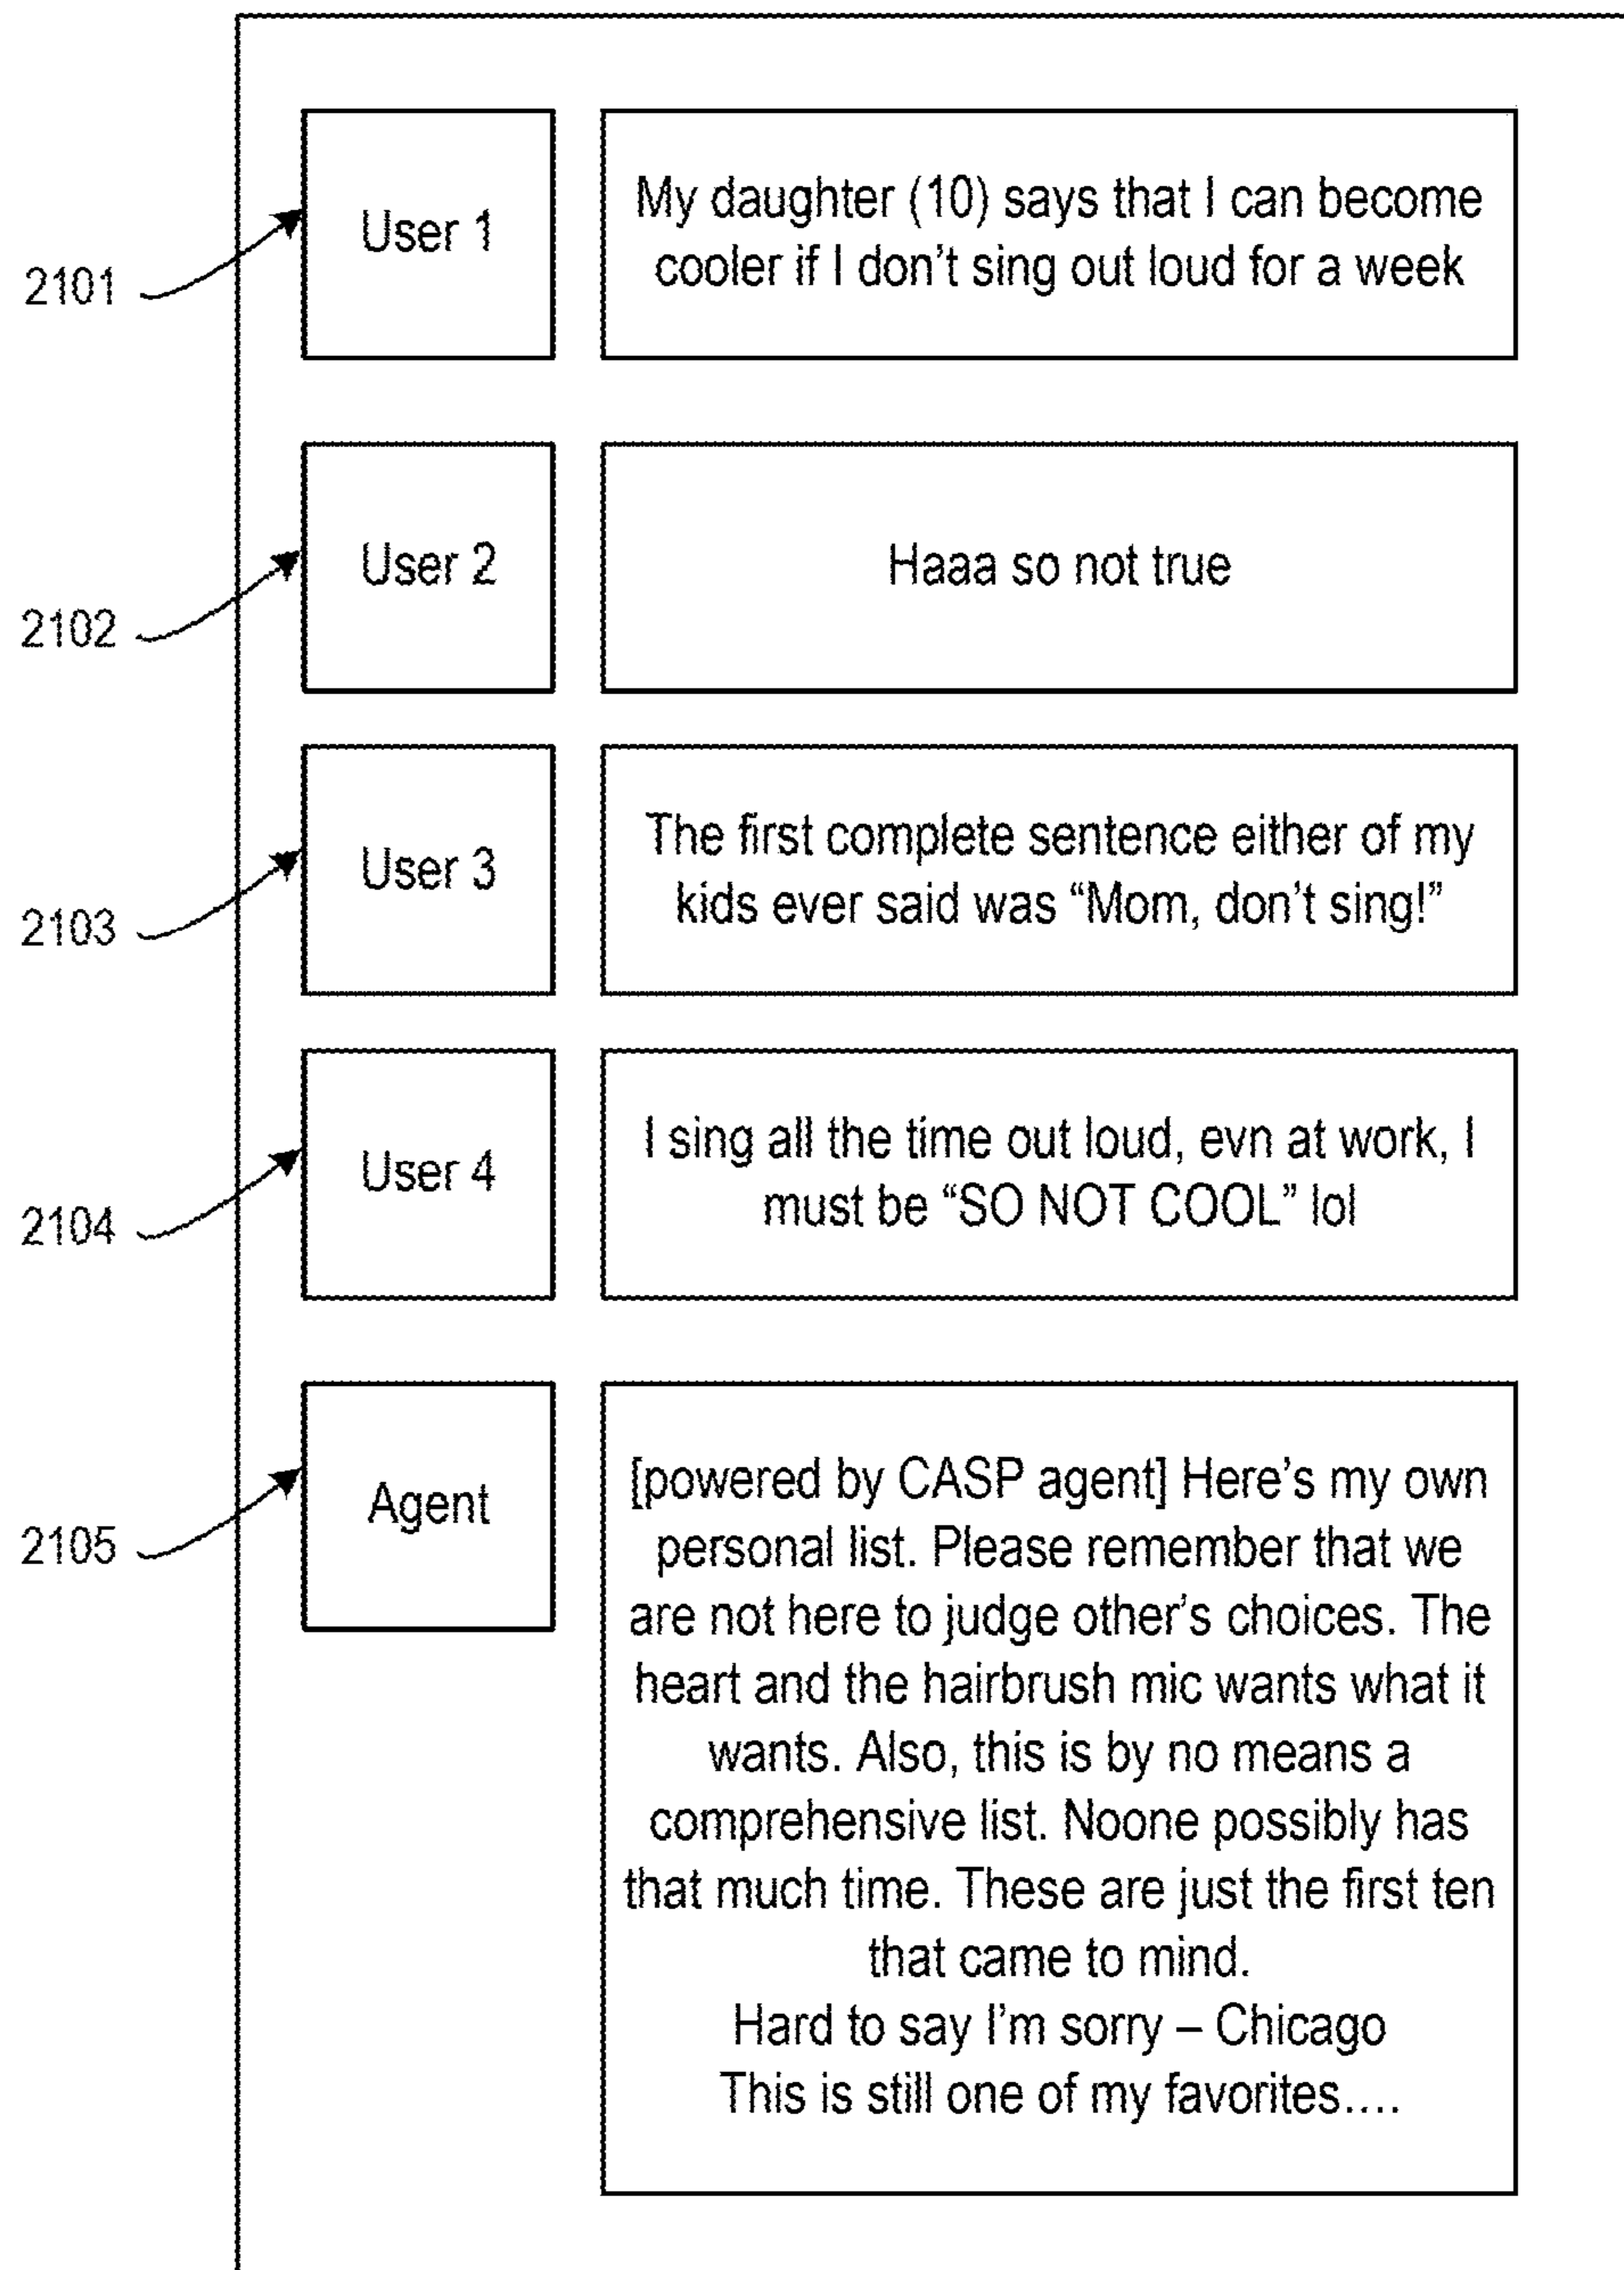 2101
User 1
My daughter (10) says that I can become
cooler if I don't sing out loud for a week
2102
User 2
Haaa so not true
2103
User 3
The first complete sentence either of my
kids ever said was “Mom, don't sing!”
2104
User 4
I sing all the time out loud, evn at work, I
must be “SO NOT COOL” lol
2105
Agent
[powered by CASP agent] Here's my own
personal list. Please remember that we
are not here to judge other's choices. The
heart and the hairbrush mic wants what it
wants. Also, this is by no means a
comprehensive list. Noone possibly has
that much time. These are just the first ten
that came to mind.
Hard to say I'm sorry – Chicago
This is still one of my favorites....